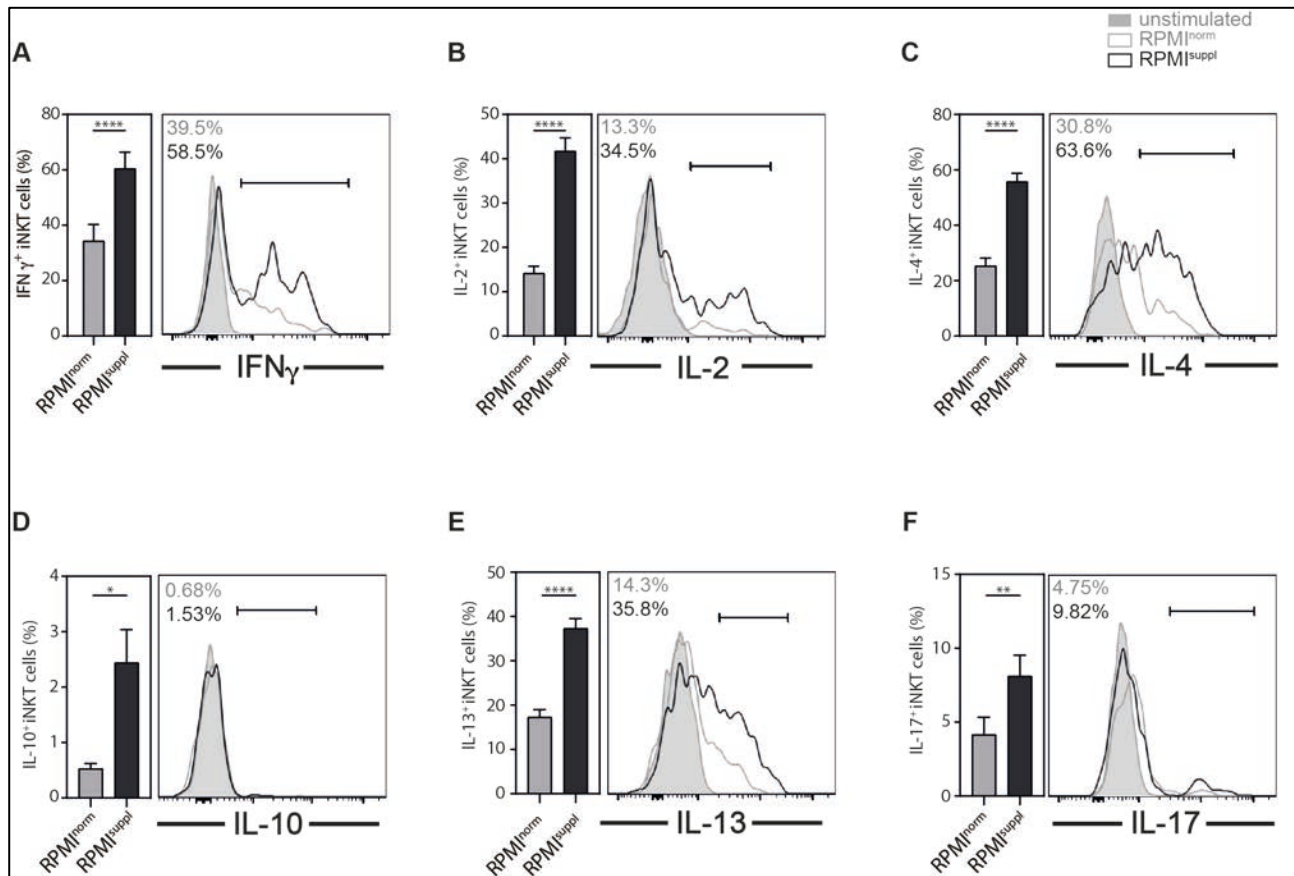 unstimulated
RPMIⁿᵒʳᵐ
RPMIˢᵘᵖᵖˡ
A
80
60
40
20
0
IFN γ⁺ iNKT cells (%)
****
RPMIⁿᵒʳᵐ
RPMIˢᵘᵖᵖˡ
39.5%
58.5%
IFNγ
B
50
40
30
20
10
0
IL-2⁺ iNKT cells (%)
****
RPMIⁿᵒʳᵐ
RPMIˢᵘᵖᵖˡ
13.3%
34.5%
IL-2
C
80
60
40
20
0
IL-4⁺ iNKT cells (%)
****
RPMIⁿᵒʳᵐ
RPMIˢᵘᵖᵖˡ
30.8%
63.6%
IL-4
D
4
3
2
1
0
IL-10⁺ iNKT cells (%)
*
RPMIⁿᵒʳᵐ
RPMIˢᵘᵖᵖˡ
0.68%
1.53%
IL-10
E
50
40
30
20
10
0
IL-13⁺ iNKT cells (%)
****
RPMIⁿᵒʳᵐ
RPMIˢᵘᵖᵖˡ
14.3%
35.8%
IL-13
F
15
10
5
0
IL-17⁺ iNKT cells (%)
**
RPMIⁿᵒʳᵐ
RPMIˢᵘᵖᵖˡ
4.75%
9.82%
IL-17